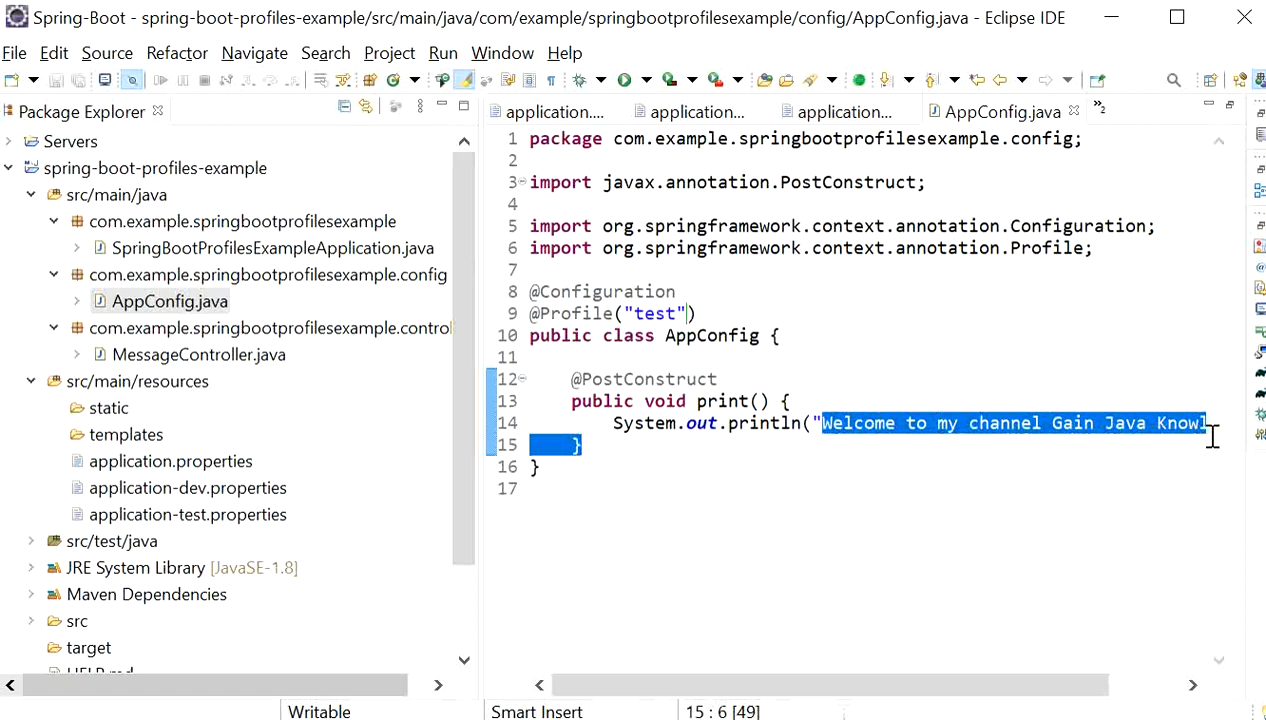 Spring-Boot - spring-boot-profiles-example/src/main/java/com/example/springbootprofilesexample/config/AppConfig.java - Eclipse IDE
File Edit Source Refactor Navigate Search Project Run Window Help
Package Explorer
Servers
spring-boot-profiles-example
src/main/java
com.example.springbootprofilesexample
SpringBootProfilesExampleApplication.java
com.example.springbootprofilesexample.config
AppConfig.java
com.example.springbootprofilesexample.contro
MessageController.java
src/main/resources
static
templates
application.properties
application-dev.properties
application-test.properties
src/test/java
JRE System Library [JavaSE-1.8]
Maven Dependencies
src
target
HELP.md
application.... application... application... AppConfig.java »2
1 package com.example.springbootprofilesexample.config;
2
3 import javax.annotation.PostConstruct;
4
5 import org.springframework.context.annotation.Configuration;
6 import org.springframework.context.annotation.Profile;
7
8 @Configuration
9 @Profile("test")
10 public class AppConfig {
11
12 @PostConstruct
13 public void print() {
14 System.out.println("Welcome to my channel Gain Java Knowl
15 }
16 }
17
Writable Smart Insert 15 : 6 [49]